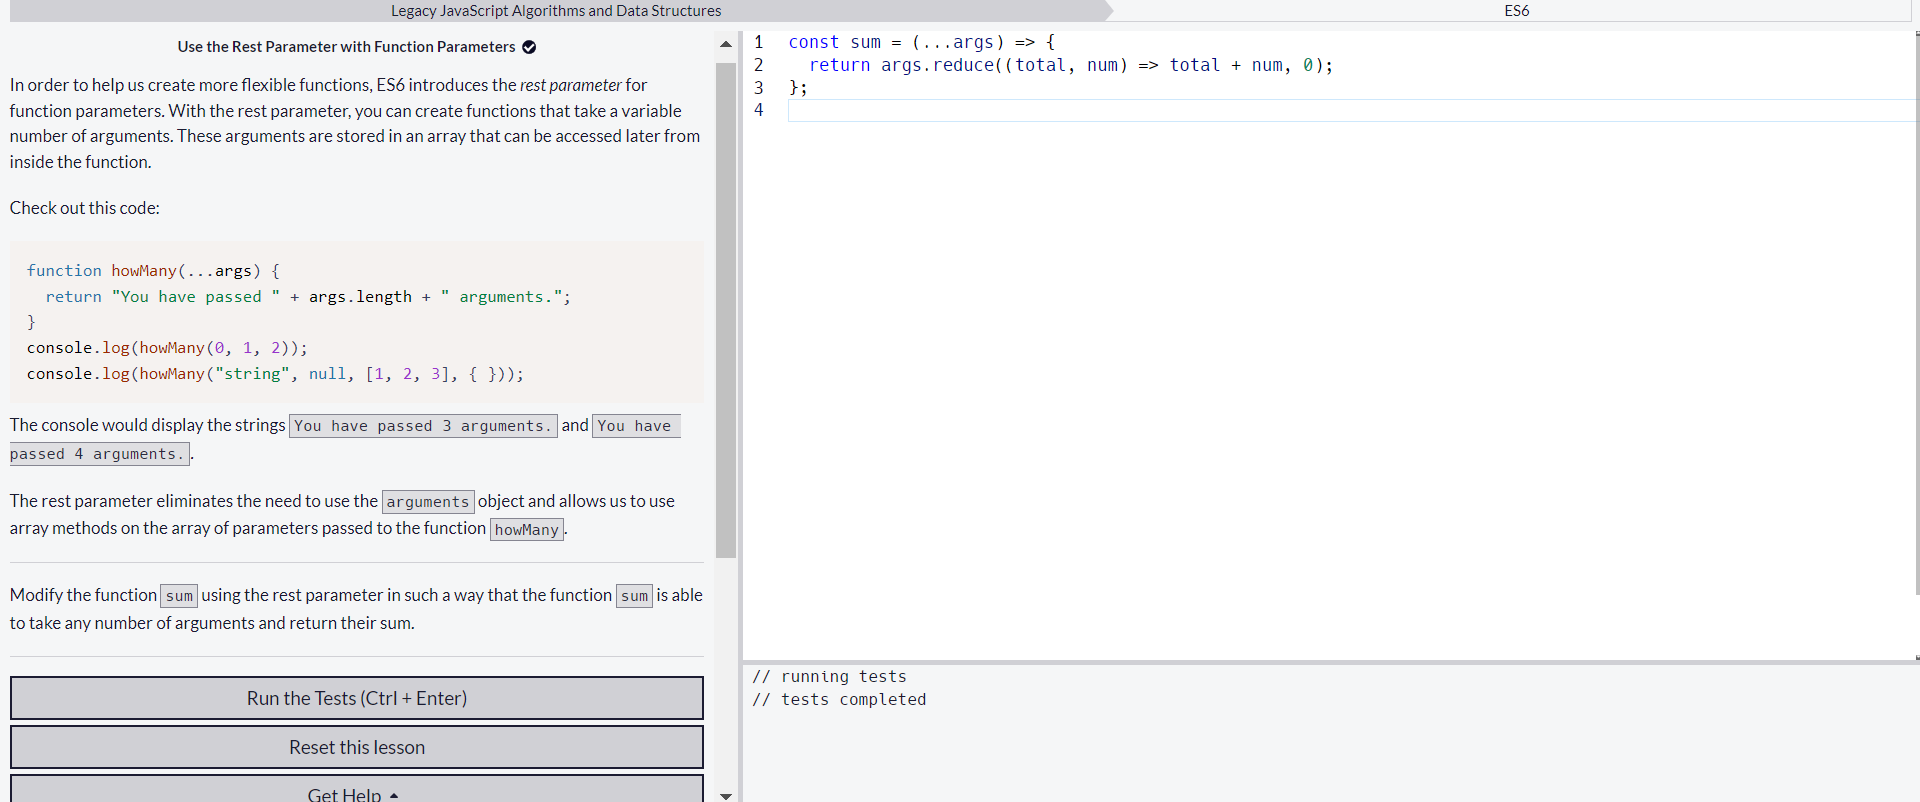 Legacy JavaScript Algorithms and Data Structures
ES6
Use the Rest Parameter with Function Parameters
In order to help us create more flexible functions, ES6 introduces the rest parameter for
function parameters. With the rest parameter, you can create functions that take a variable
number of arguments. These arguments are stored in an array that can be accessed later from
inside the function.
Check out this code:
function howMany(...args) {
  return "You have passed " + args.length + " arguments.";
}
console.log(howMany(0, 1, 2));
console.log(howMany("string", null, [1, 2, 3], { }));
The console would display the strings You have passed 3 arguments. and You have
passed 4 arguments..
The rest parameter eliminates the need to use the arguments object and allows us to use
array methods on the array of parameters passed to the function howMany.
Modify the function sum using the rest parameter in such a way that the function sum is able
to take any number of arguments and return their sum.
Run the Tests (Ctrl + Enter)
Reset this lesson
Get Help
1 const sum = (...args) => {
2   return args.reduce((total, num) => total + num, 0);
3 };
4
// running tests
// tests completed